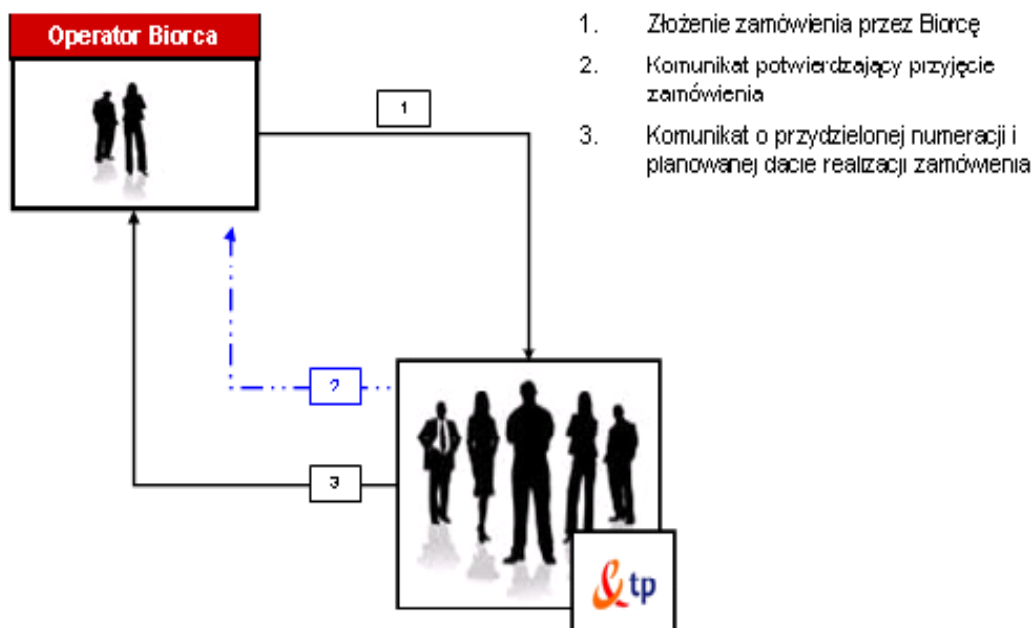 Operator Biorca
1. Złożenie zamówienia przez Biorcę
2. Komunikat potwierdzający przyjęcie
zamówienia
3. Komunikat o przydzielonej numeracji i
planowanej dacie realizacji zamówienia
1
2
3
tp